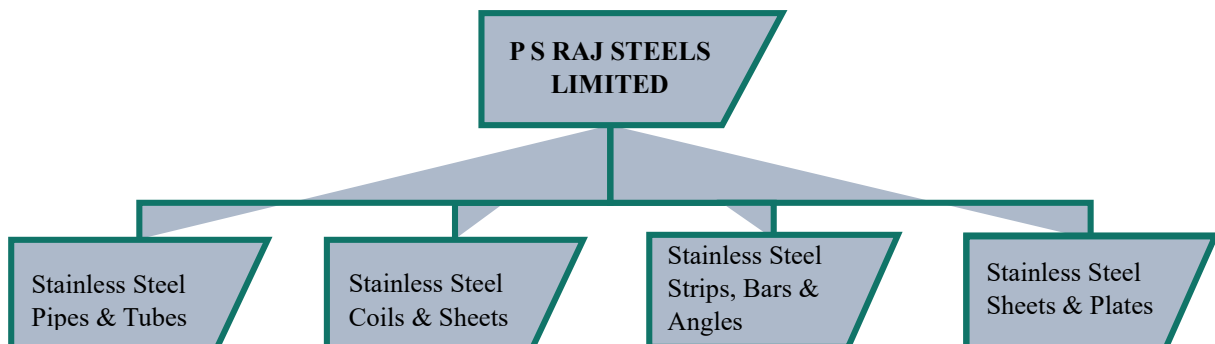 P S RAJ STEELS
LIMITED
Stainless Steel
Pipes & Tubes
Stainless Steel
Coils & Sheets
Stainless Steel
Strips, Bars &
Angles
Stainless Steel
Sheets & Plates